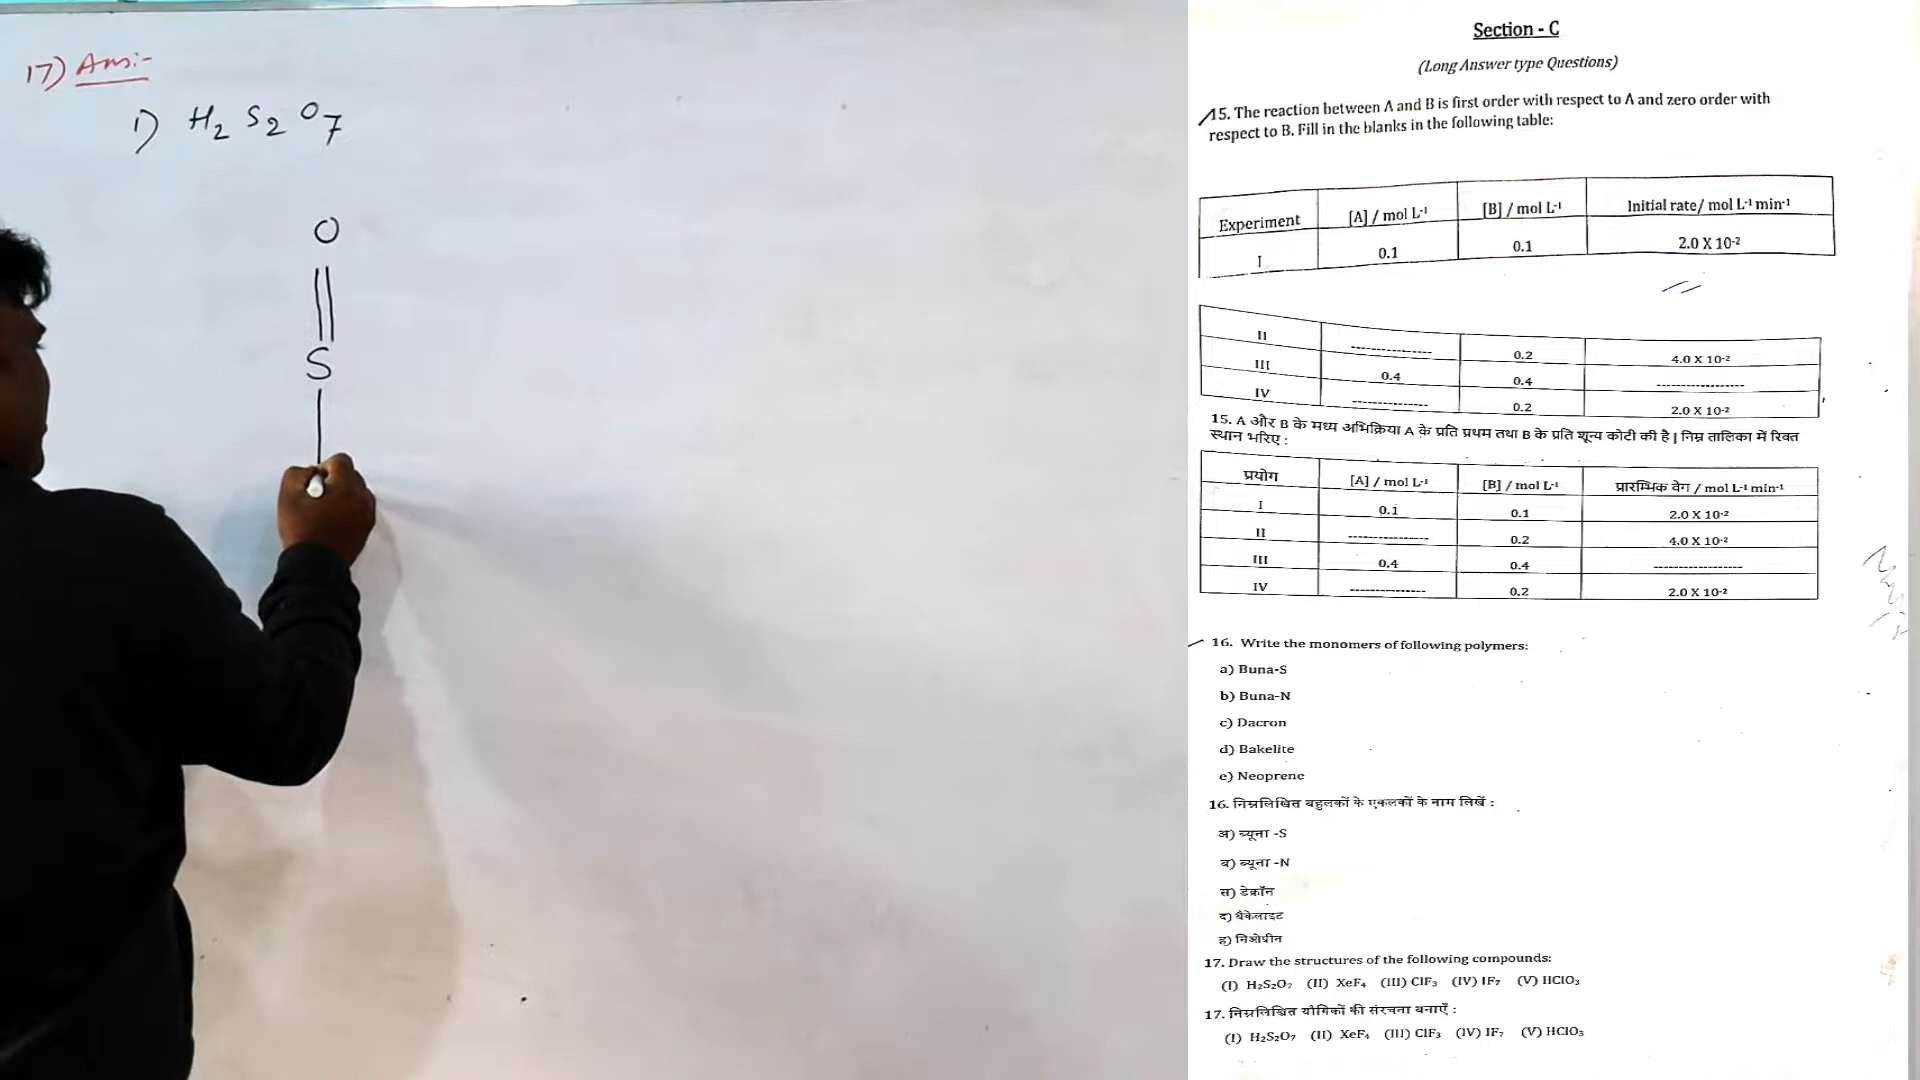 17) Ans:-
1) H2 S2 O7
O
S
Section - C
(Long Answer type Questions)
15. The reaction between A and B is first order with respect to A and zero order with
respect to B. Fill in the blanks in the following table:
Experiment [A] / mol L-1 [B] / mol L-1 Initial rate/ mol L-1 min-1
I 0.1 0.1 2.0 X 10-2
II ---------------- 0.2 4.0 X 10-2
III 0.4 0.4 ------------------
IV --------------- 0.2 2.0 X 10-2
15. A और B के मध्य अभिक्रिया A के प्रति प्रथम तथा B के प्रति शून्य कोटी की है | निम्न तालिका में रिक्त
स्थान भरिए :
प्रयोग [A] / mol L-1 [B] / mol L-1 प्रारम्भिक वेग / mol L-1 min-1
I 0.1 0.1 2.0 X 10-2
II ---------------- 0.2 4.0 X 10-2
III 0.4 0.4 ------------------
IV --------------- 0.2 2.0 X 10-2
16. Write the monomers of following polymers:
a) Buna-S
b) Buna-N
c) Dacron
d) Bakelite
e) Neoprene
16. निम्नलिखित बहुलकों के एकलकों के नाम लिखें :
अ) ब्यूना -S
ब) ब्यूना -N
स) डेक्रॉन
द) बैकेलाइट
ह) निओप्रीन
17. Draw the structures of the following compounds:
(I) H2S2O7 (II) XeF4 (III) ClF3 (IV) IF7 (V) HClO3
17. निम्नलिखित यौगिकों की संरचना बनाएँ :
(I) H2S2O7 (II) XeF4 (III) ClF3 (IV) IF7 (V) HClO3